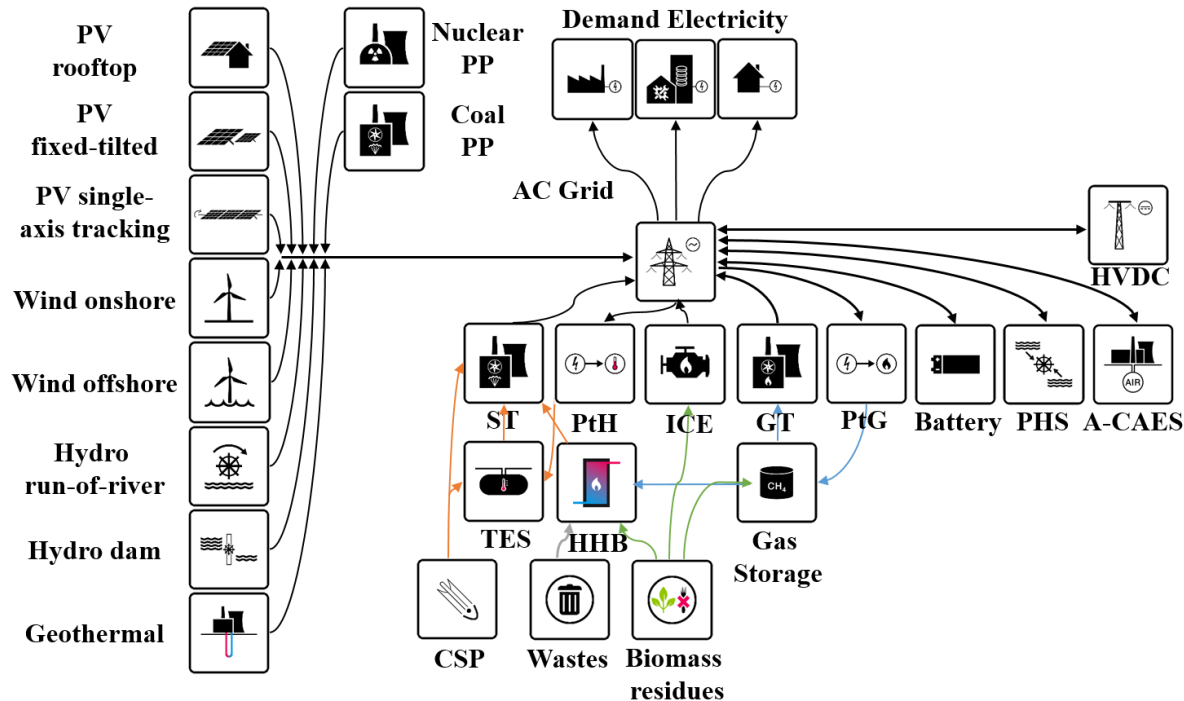 PV
rooftop
PV
fixed-tilted
PV single-
axis tracking
Wind onshore
Wind offshore
Hydro
run-of-river
Hydro dam
Geothermal
Nuclear
PP
Coal
PP
Demand Electricity
AC Grid
HVDC
ST
PtH
ICE
GT
PtG
Battery
PHS
AIR
A-CAES
TES
HHB
CH₄
Gas
Storage
CSP
Wastes
Biomass
residues